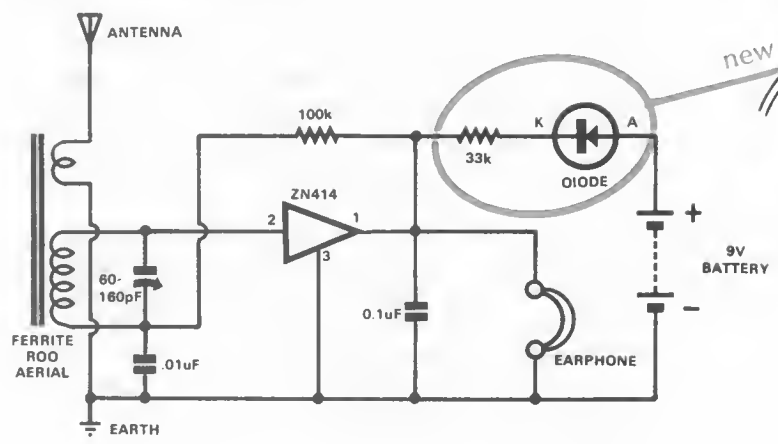 ANTENNA
new
100k
33k
K
A
OIODE
ZN414
2
1
3
+
9V
BATTERY
−
60-
160pF
0.1uF
EARPHONE
FERRITE
ROO
AERIAL
.01uF
EARTH